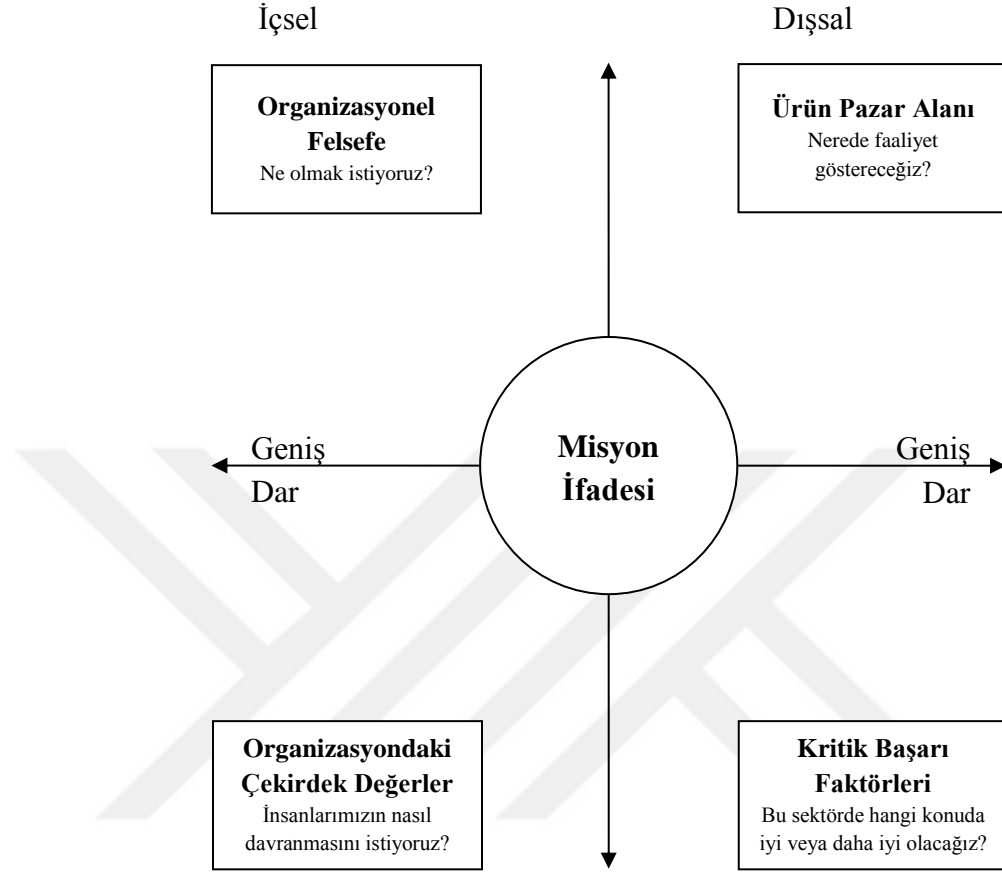 İçsel
Dışsal
Organizasyonel
Felsefe
Ne olmak istiyoruz?
Ürün Pazar Alanı
Nerede faaliyet
göstereceğiz?
Geniş
Dar
Misyon
İfadesi
Geniş
Dar
Organizasyondaki
Çekirdek Değerler
İnsanlarımızın nasıl
davranmasını istiyoruz?
Kritik Başarı
Faktörleri
Bu sektörde hangi konuda
iyi veya daha iyi olacağız?